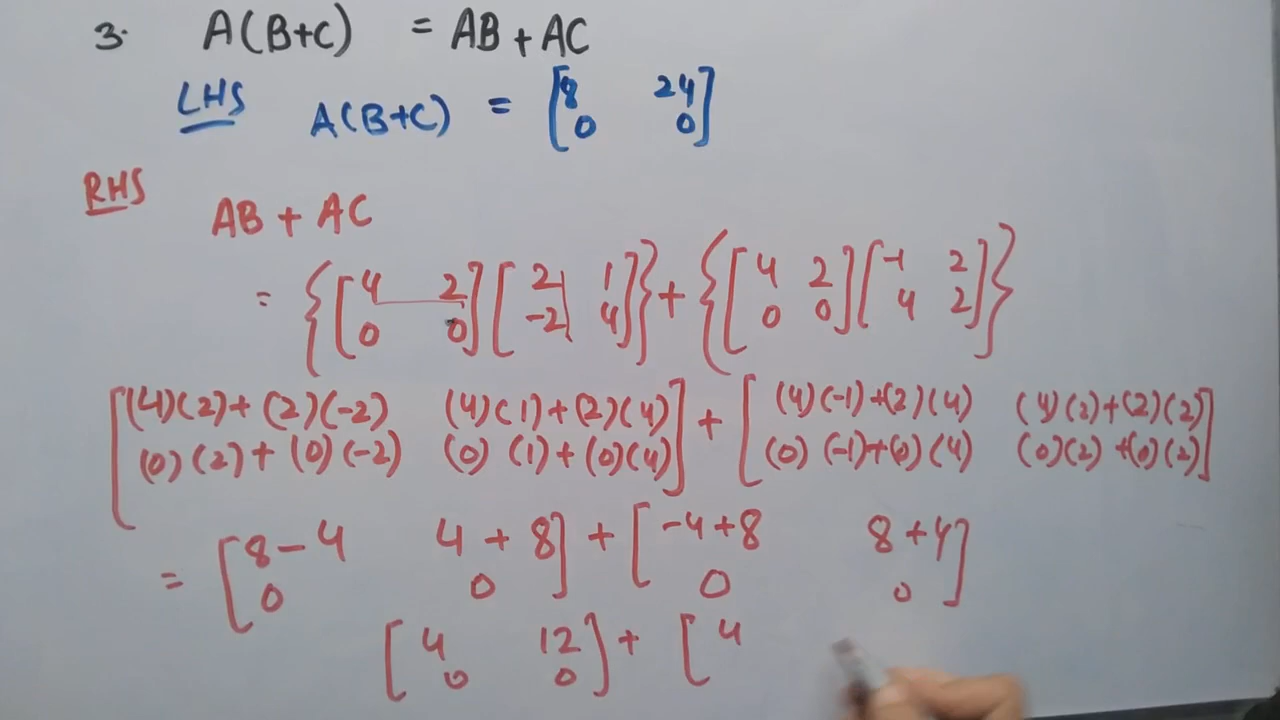 3. A(B+C) = AB + AC
LHS A(B+C) = [8 24]
[0 0]
RHS
AB + AC
= {[4 2][2 1]} + {[4 2][-1 2]}
{[0 0][-2 4]} {[0 0][4 2]}
[(4)(2)+(2)(-2) (4)(1)+(2)(4)] + [(4)(-1)+(2)(4) (4)(2)+(2)(2)]
[(0)(2)+(0)(-2) (0)(1)+(0)(4)] [(0)(-1)+(0)(4) (0)(2)+(0)(2)]
= [8-4 4+8] + [-4+8 8+4]
[0 0] [0 0]
[4 12] + [4
[0 0]